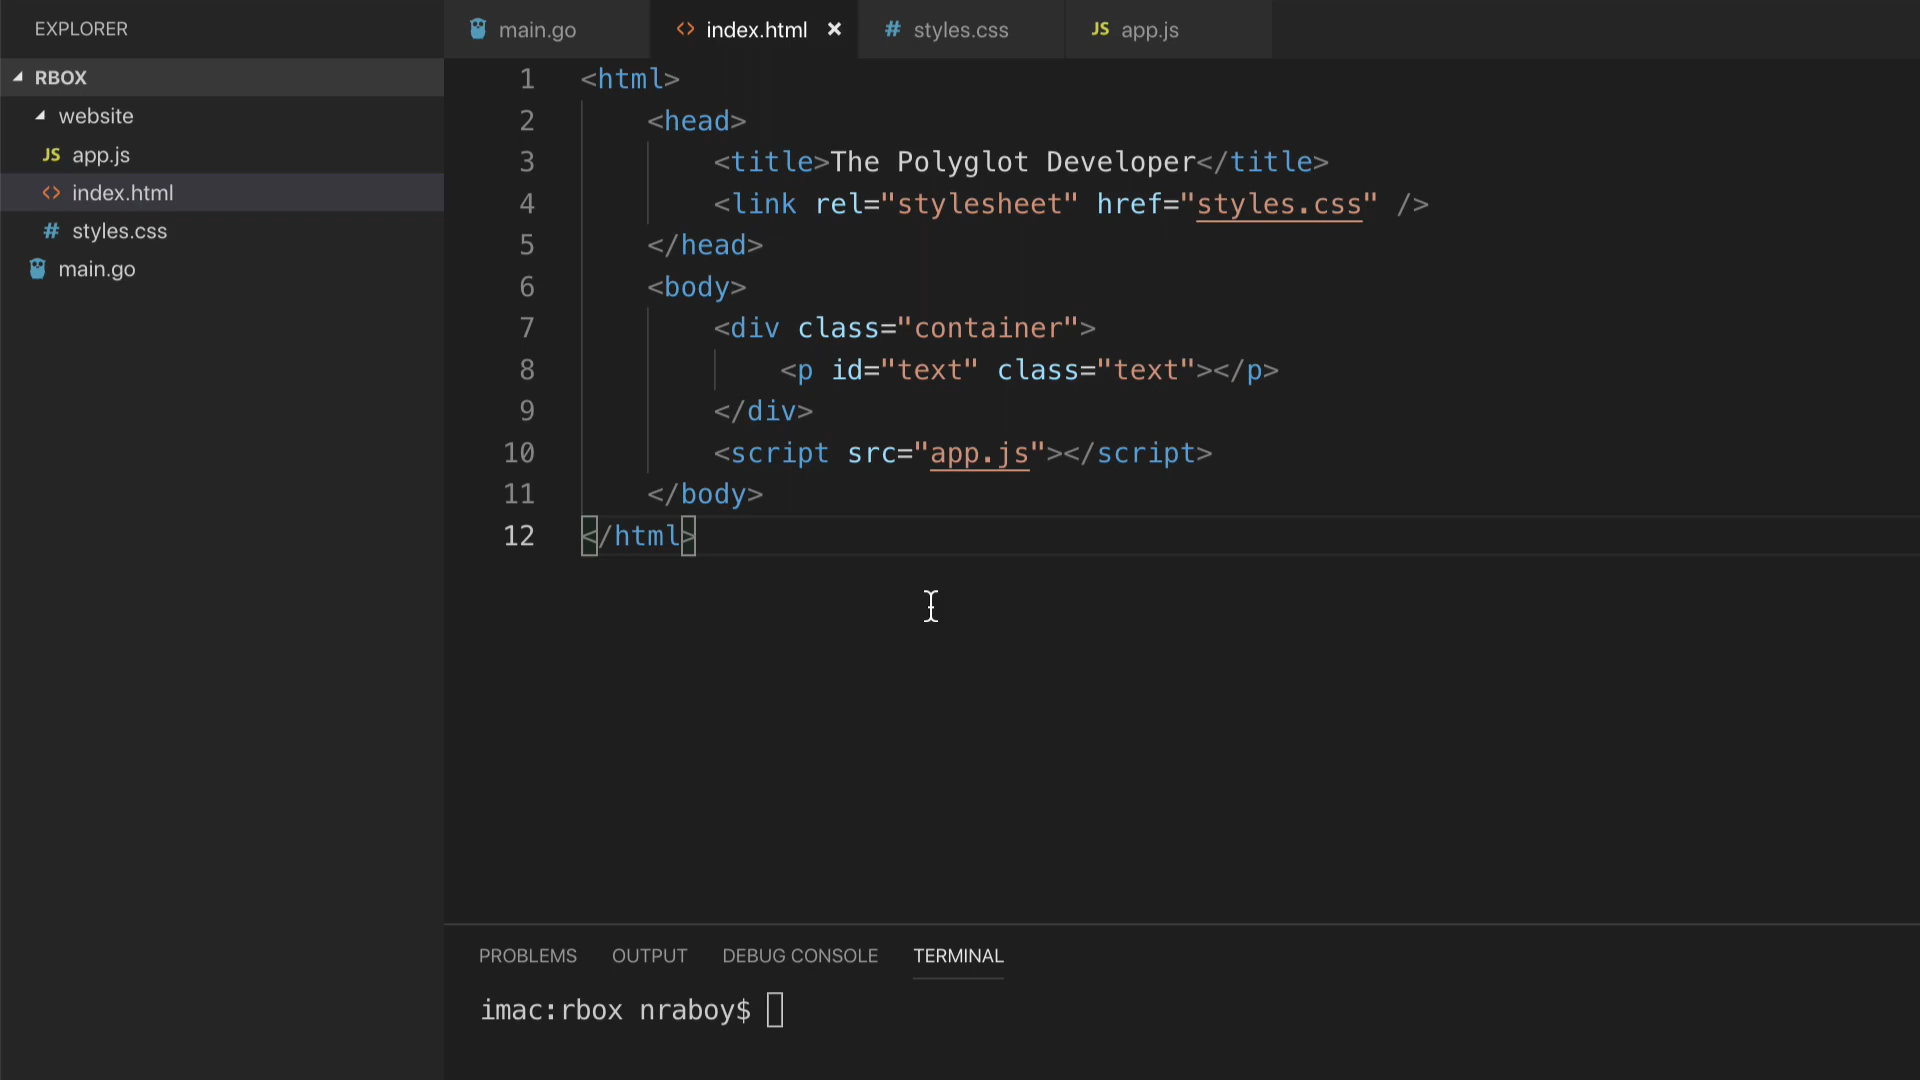 EXPLORER
RBOX
website
JS app.js
<> index.html
# styles.css
main.go
main.go
<> index.html ×
# styles.css
JS app.js
1 <html>
2 <head>
3 <title>The Polyglot Developer</title>
4 <link rel="stylesheet" href="styles.css" />
5 </head>
6 <body>
7 <div class="container">
8 <p id="text" class="text"></p>
9 </div>
10 <script src="app.js"></script>
11 </body>
12 </html>
PROBLEMS OUTPUT DEBUG CONSOLE TERMINAL
imac:rbox nraboy$